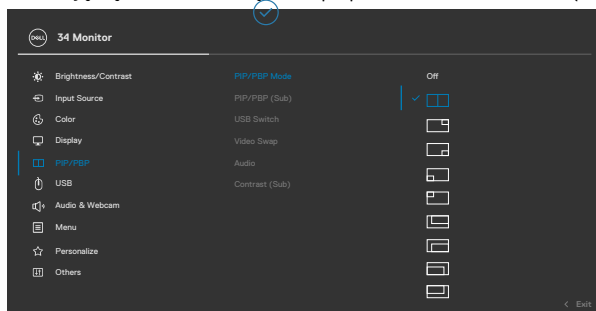 DELL 34 Monitor
Brightness/Contrast PIP/PBP Mode Off
Input Source PIP/PBP (Sub)
Color USB Switch
Display Video Swap
PIP/PBP Audio
USB Contrast (Sub)
Audio & Webcam
Menu
Personalize
Others
Exit